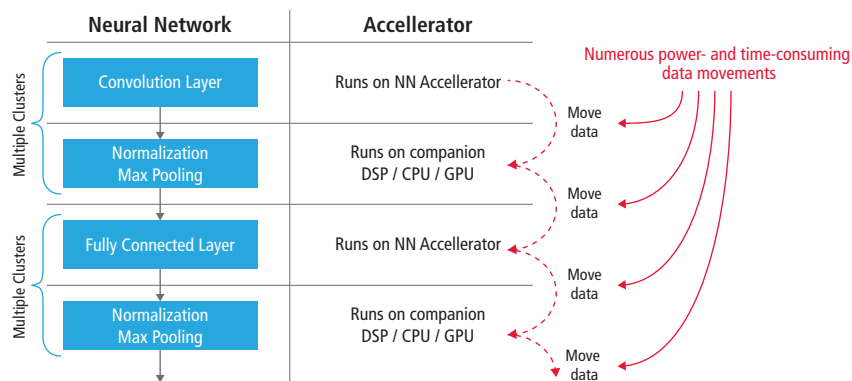 Neural Network
Accellerator
Numerous power- and time-consuming
data movements
Multiple Clusters
Convolution Layer
Runs on NN Accellerator
Move
data
Normalization
Max Pooling
Runs on companion
DSP / CPU / GPU
Move
data
Multiple Clusters
Fully Connected Layer
Runs on NN Accellerator
Move
data
Normalization
Max Pooling
Runs on companion
DSP / CPU / GPU
Move
data